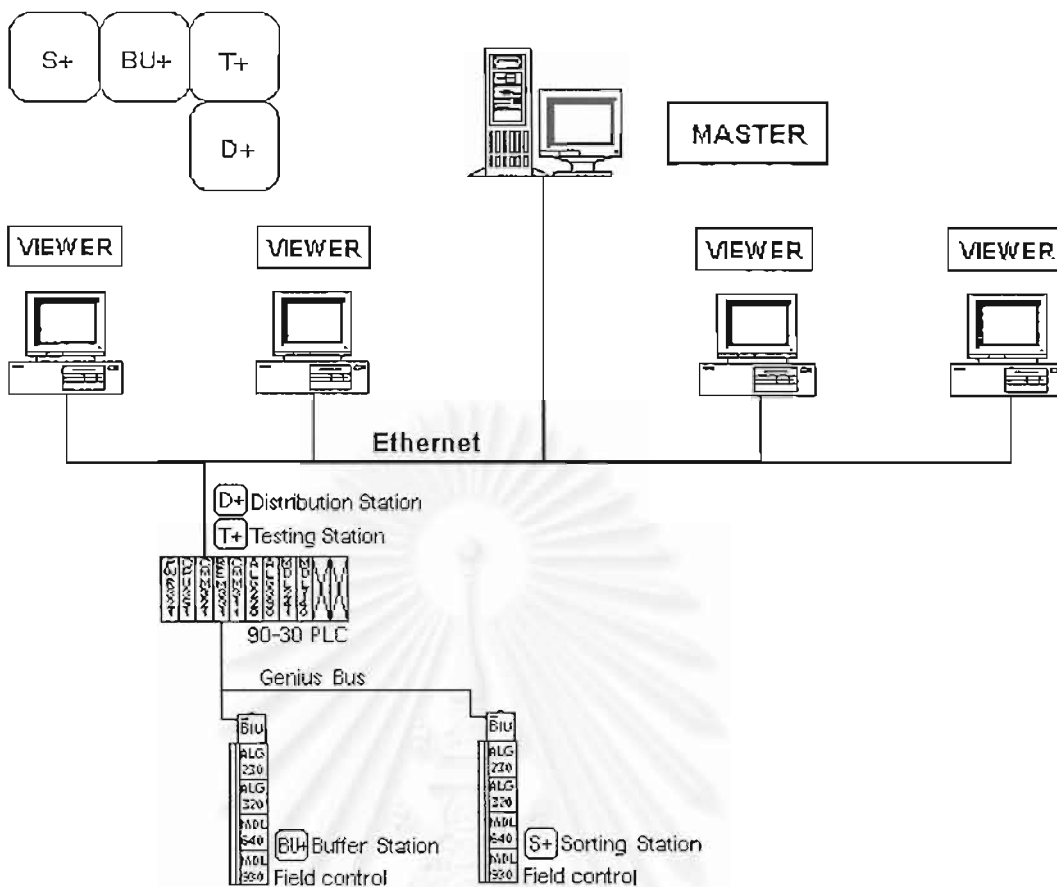 S+ BU+ T+
D+
MASTER
VIEWER VIEWER VIEWER VIEWER
Ethernet
D+ Distribution Station
T+ Testing Station
90-30 PLC
Genius Bus
BIU BIU
ALG 230 ALG 230
ALG 320 ALG 320
MDL 640 MDL 640
MDL 930 MDL 930
BU+ Buffer Station S+ Sorting Station
Field control Field control